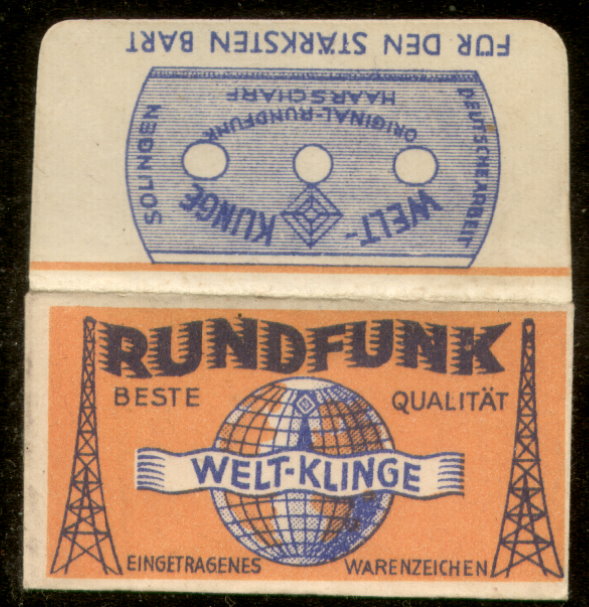 FÜR DEN STÄRKSTEN BART
WELT-
KLINGE
ORIGINAL-RUNDFUNK
HAARSCHARF
SOLINGEN
DEUTSCHE ARBEIT
RUNDFUNK
BESTE QUALITÄT
WELT-KLINGE
EINGETRAGENES WARENZEICHEN